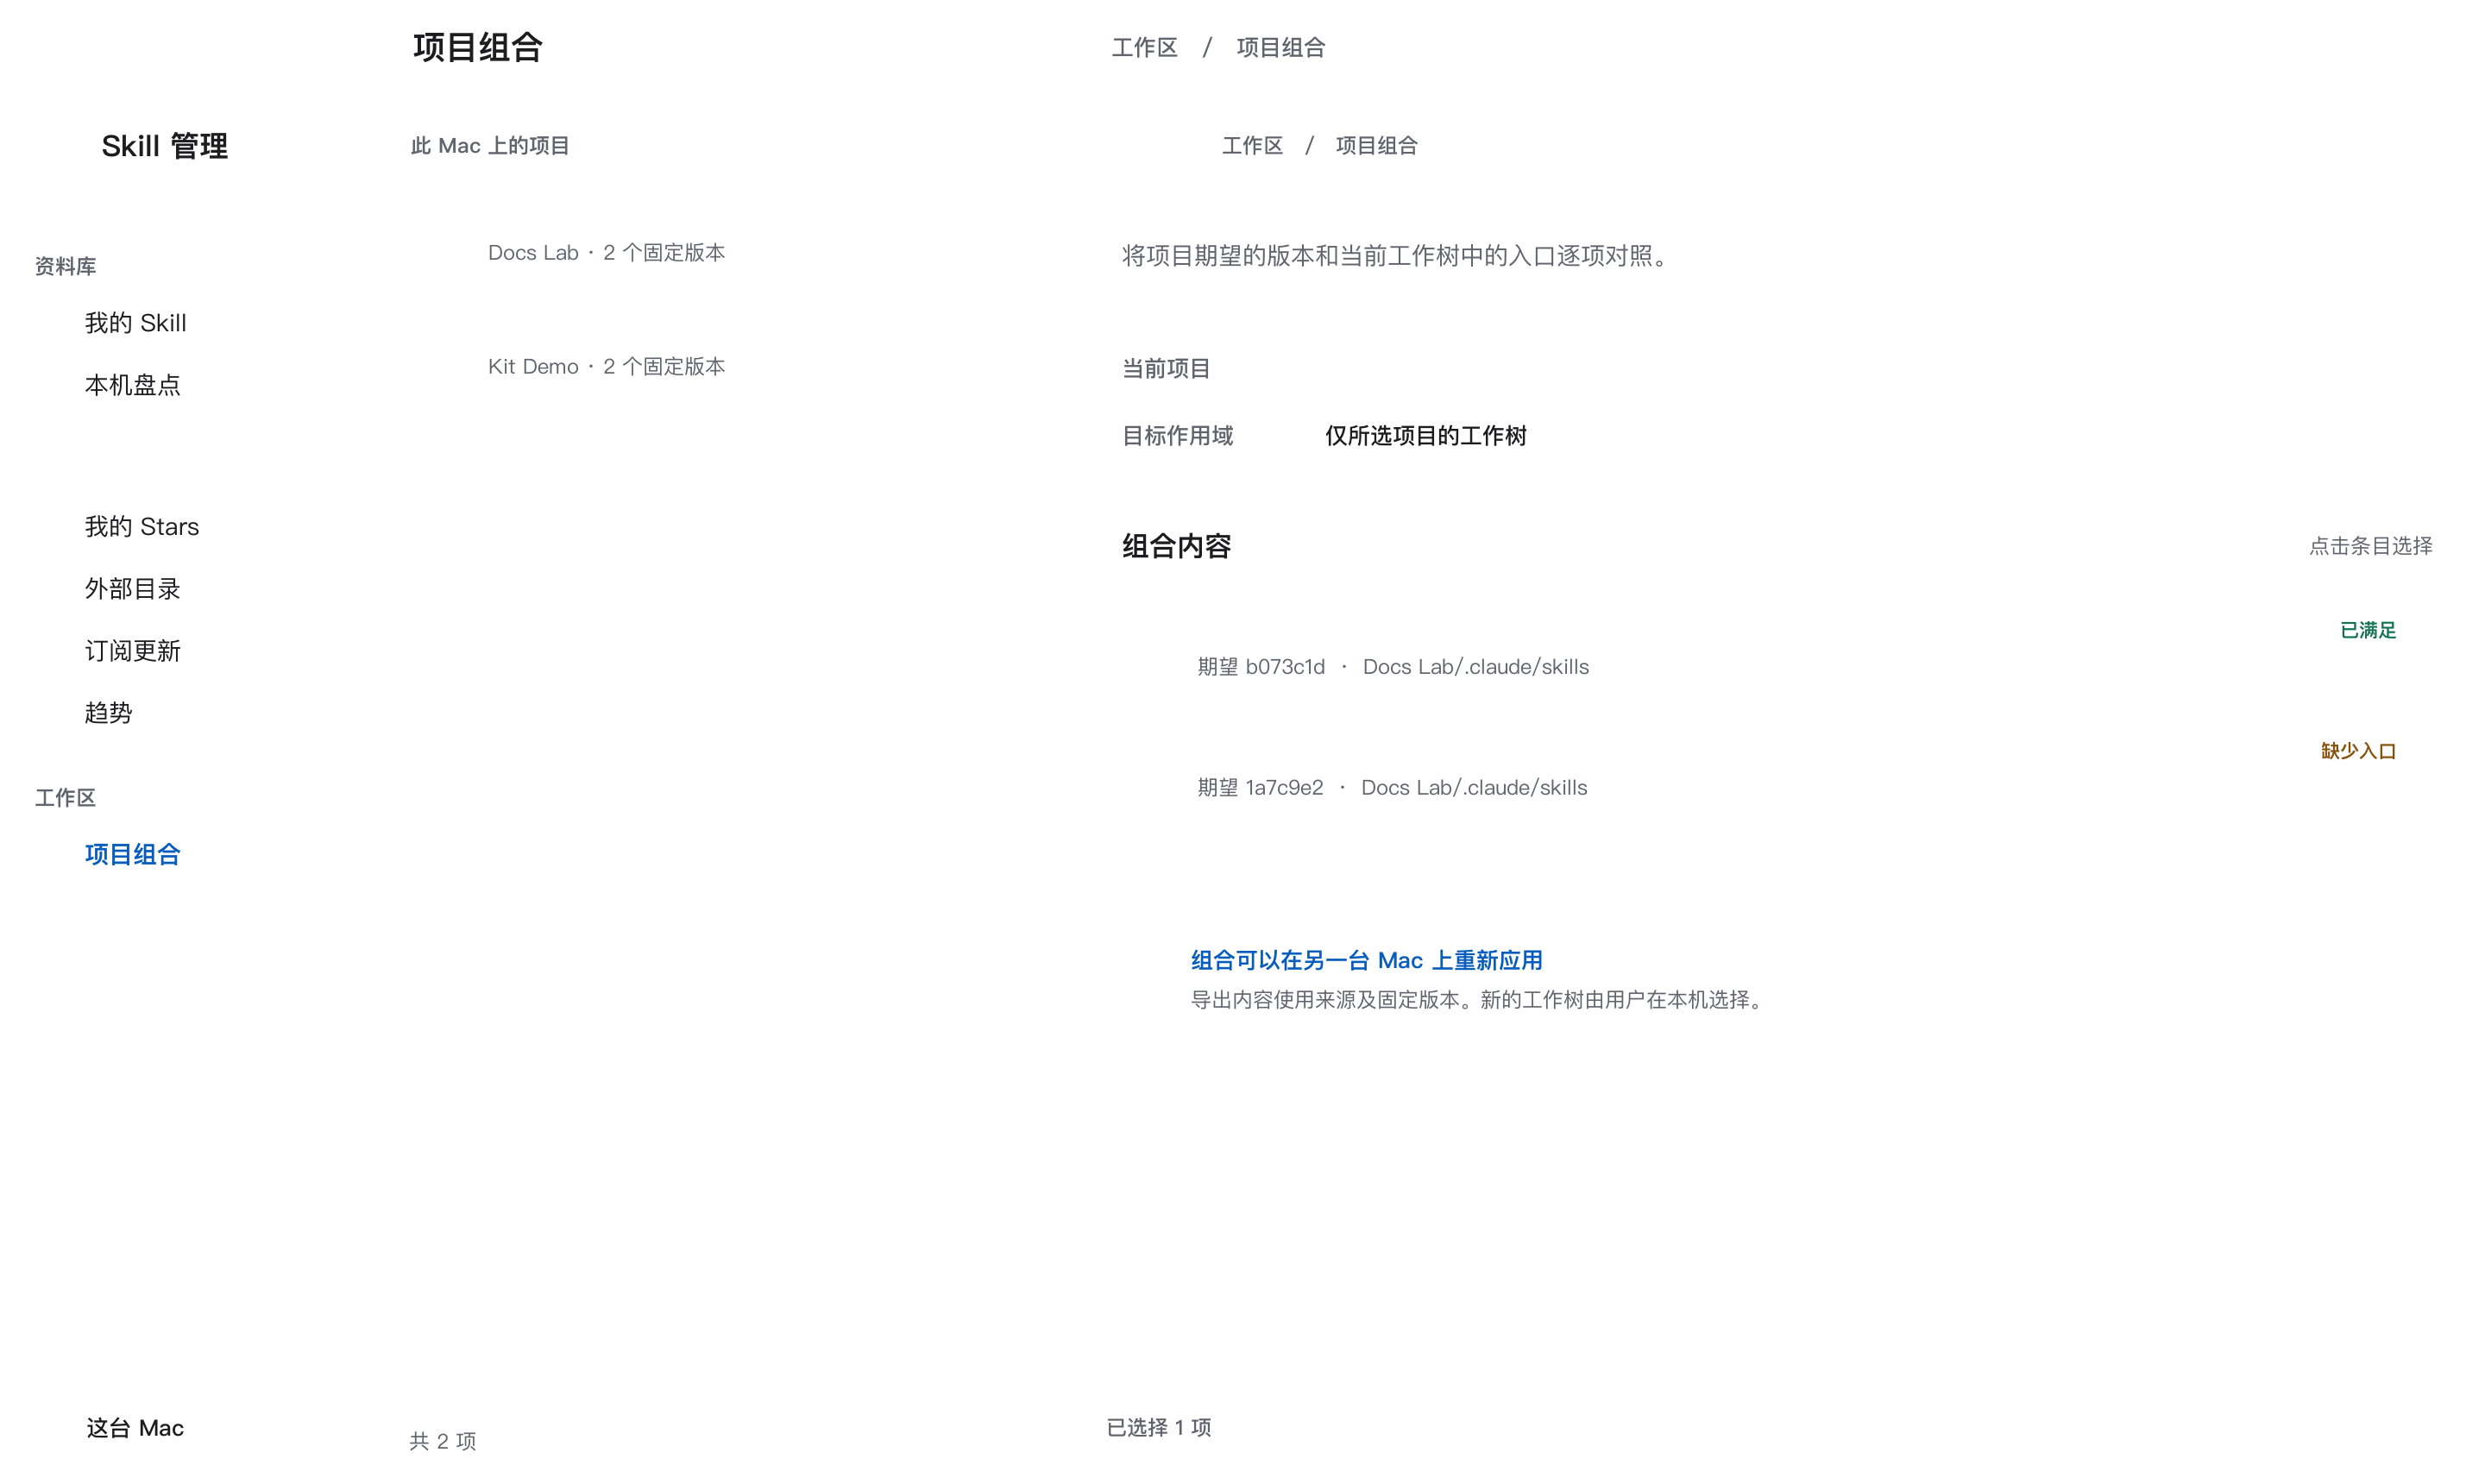 项目组合
工作区 / 项目组合
Skill 管理
此 Mac 上的项目
工作区 / 项目组合
资料库
我的 Skill
本机盘点
我的 Stars
外部目录
订阅更新
趋势
工作区
项目组合
这台 Mac
Docs Lab · 2 个固定版本
Kit Demo · 2 个固定版本
共 2 项
将项目期望的版本和当前工作树中的入口逐项对照。
当前项目
目标作用域 仅所选项目的工作树
组合内容 点击条目选择
已满足
期望 b073c1d · Docs Lab/.claude/skills
缺少入口
期望 1a7c9e2 · Docs Lab/.claude/skills
组合可以在另一台 Mac 上重新应用
导出内容使用来源及固定版本。新的工作树由用户在本机选择。
已选择 1 项